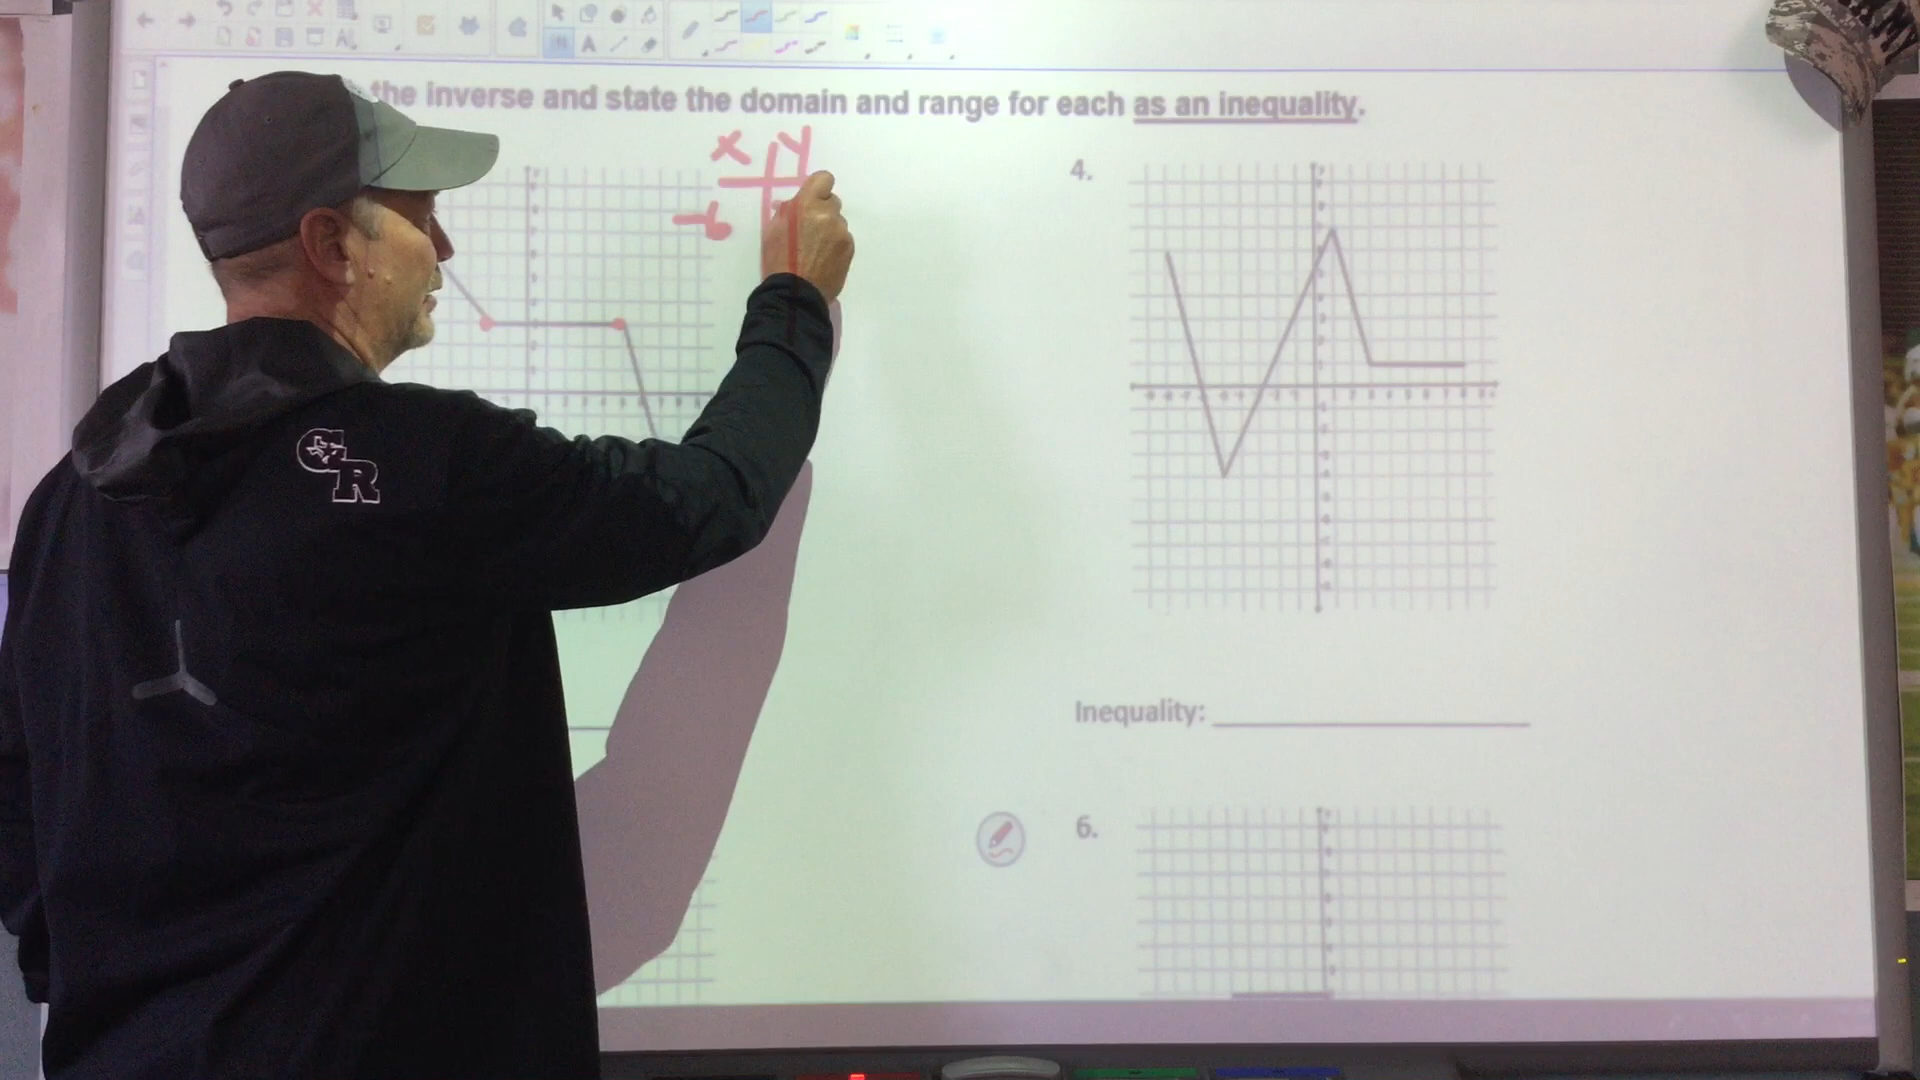 the inverse and state the domain and range for each as an inequality.
x y
-6
4.
GR
Inequality:
6.